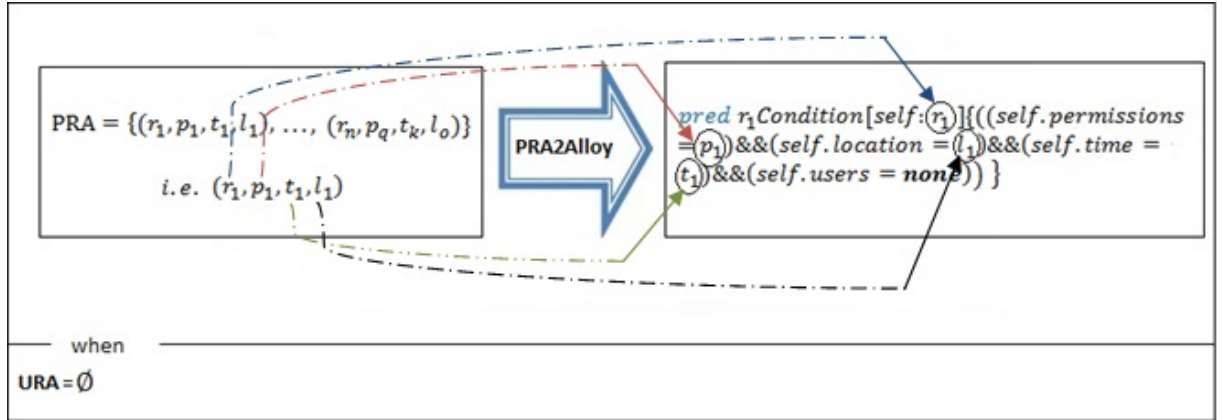 PRA = {(r₁, p₁, t₁, l₁), …, (rₙ, p_q, tₖ, lₒ)}
i.e. (r₁, p₁, t₁, l₁)
PRA2Alloy
pred r₁Condition[self: r₁]{((self.permissions
= p₁)&&(self.location = l₁)&&(self.time =
t₁)&&(self.users = none)) }
when
URA = ∅